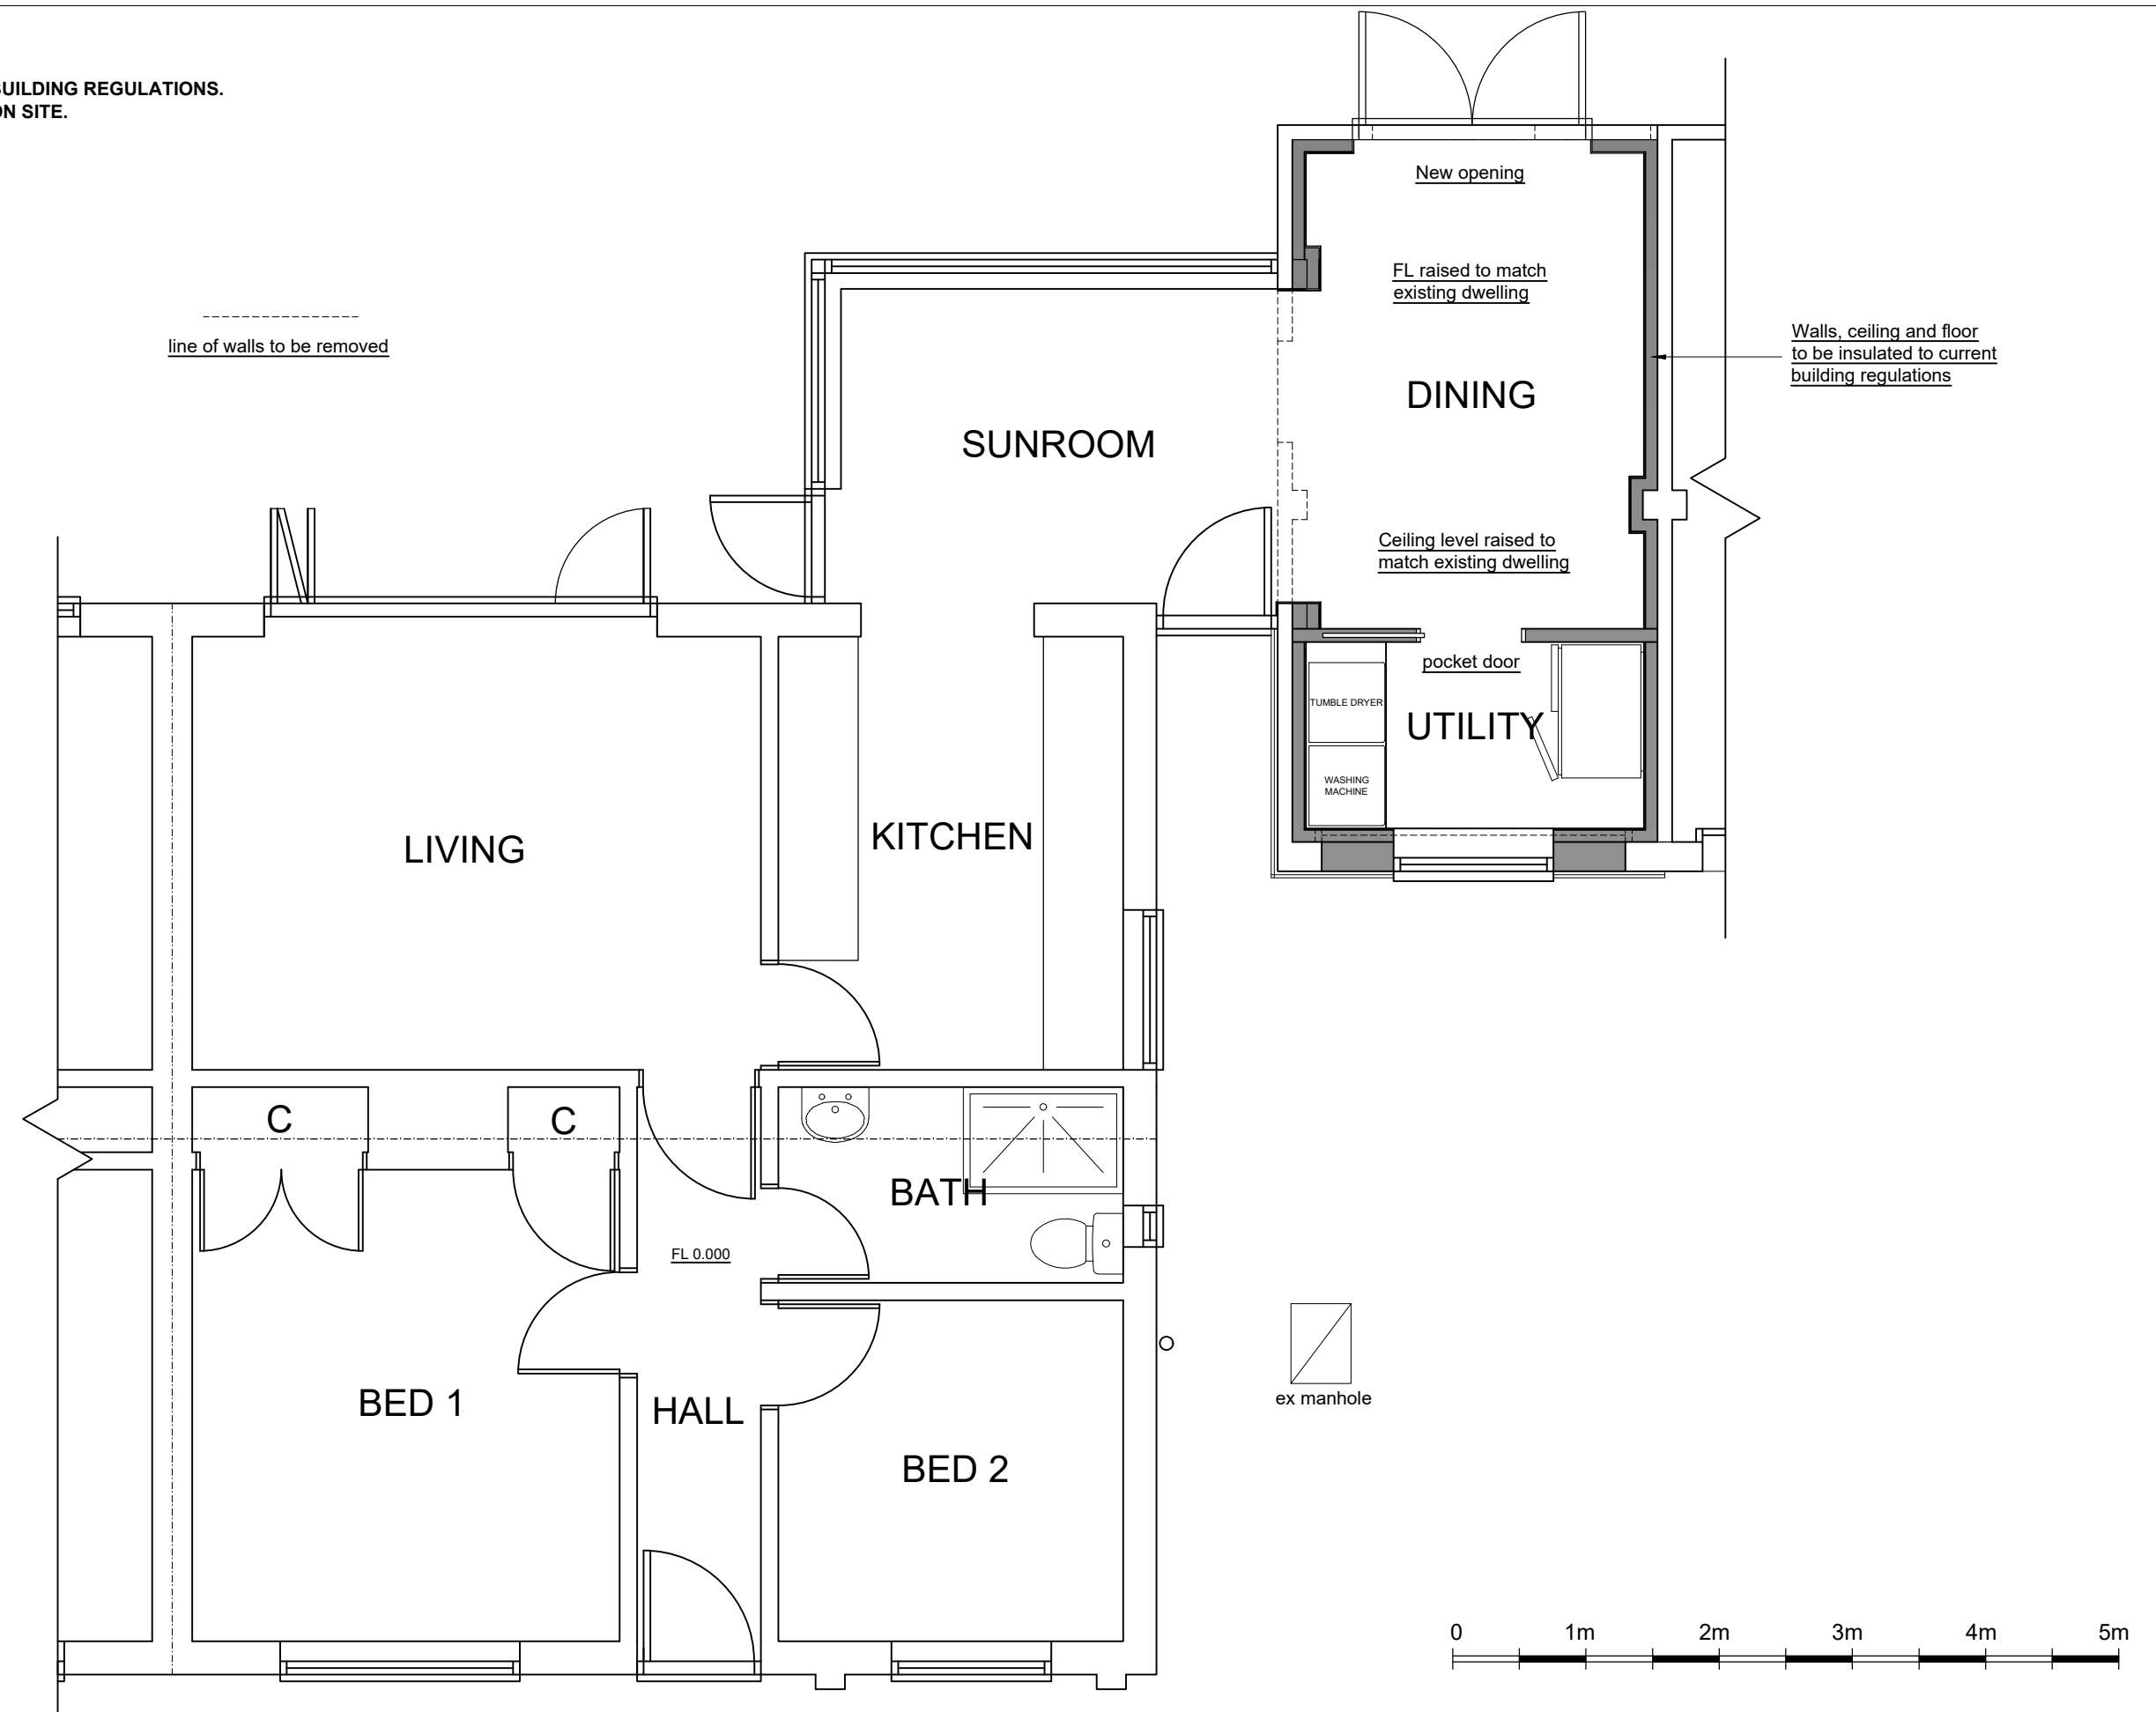 BUILDING REGULATIONS.
ON SITE.
New opening
FL raised to match
existing dwelling
line of walls to be removed
Walls, ceiling and floor
to be insulated to current
building regulations
DINING
SUNROOM
Ceiling level raised to
match existing dwelling
pocket door
TUMBLE DRYER
UTILITY
WASHING
MACHINE
LIVING
KITCHEN
C
C
BATH
FL 0.000
BED 1
HALL
ex manhole
BED 2
0 1m 2m 3m 4m 5m